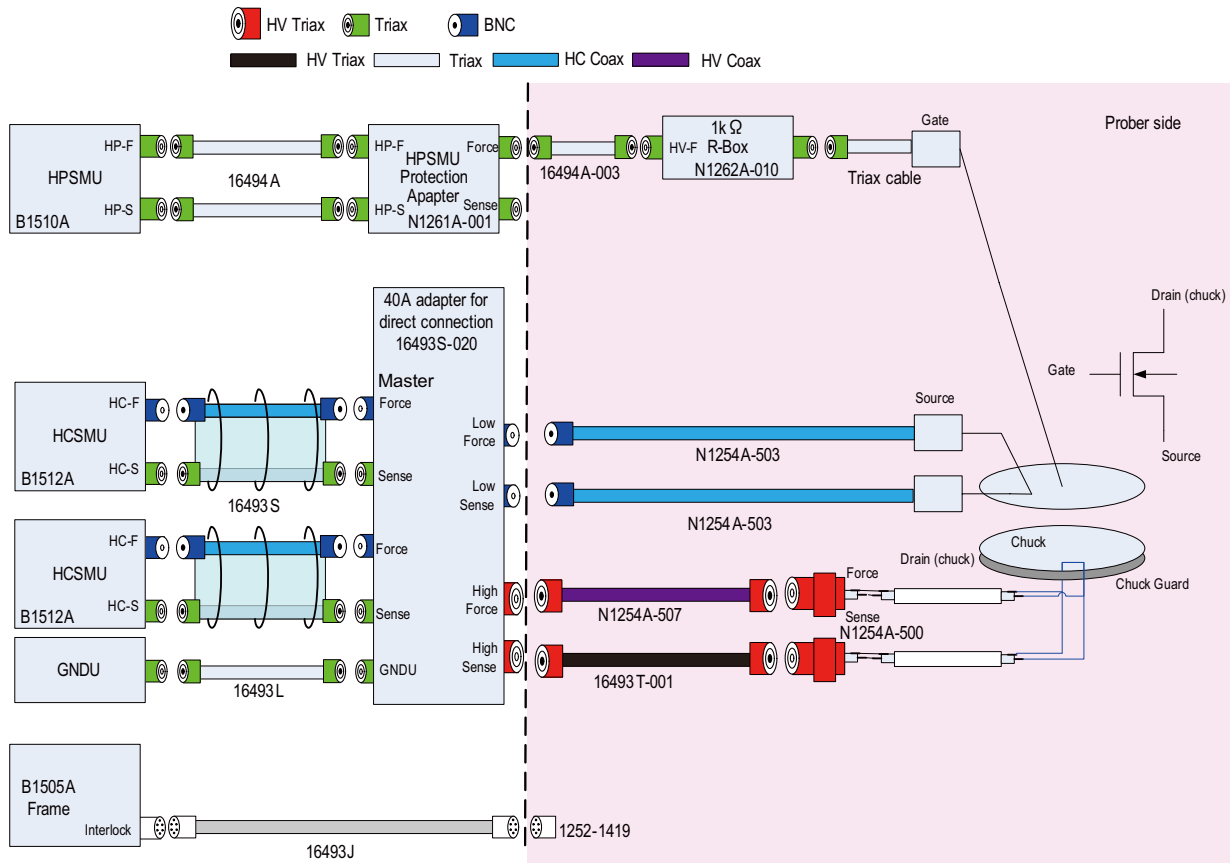 HV Triax
Triax
BNC
HV Triax
Triax
HC Coax
HV Coax
Prober side
HPSMU
B1510A
HP-F
HP-S
16494A
HP-F
HP-S
HPSMU
Protection
Apapter
N1261A-001
Force
Sense
16494A-003
HV-F
1k Ω
R-Box
N1262A-010
Triax cable
Gate
Drain (chuck)
Gate
Source
40A adapter for
direct connection
16493S-020
Master
Force
Sense
Force
Sense
GNDU
Low
Force
Low
Sense
High
Force
High
Sense
HCSMU
B1512A
HC-F
HC-S
16493S
HCSMU
B1512A
HC-F
HC-S
GNDU
16493L
Source
N1254A-503
N1254A-503
Chuck
Drain (chuck)
Chuck Guard
Force
Sense
N1254A-507
N1254A-500
16493T-001
B1505A
Frame
Interlock
16493J
1252-1419